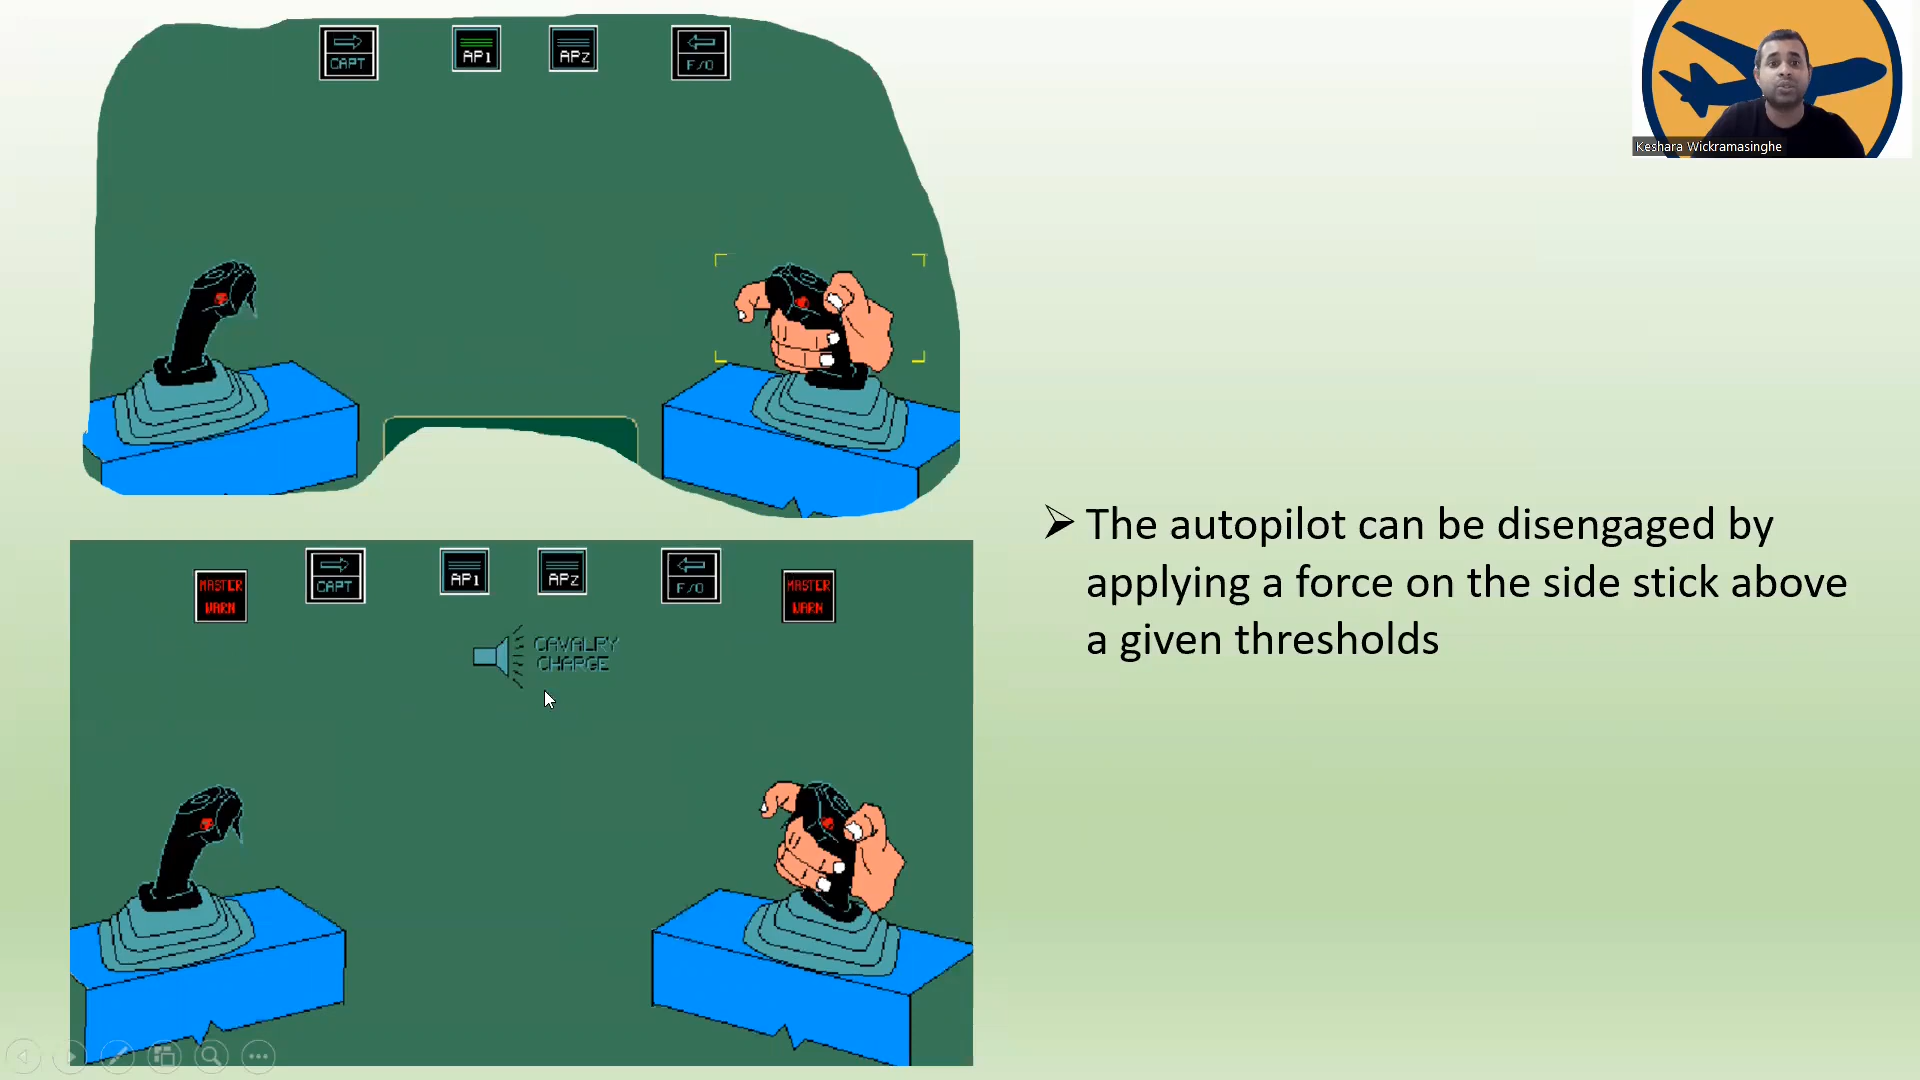 CAPT
AP1
AP2
F/O
Keshara Wickramasinghe
MASTER
WARN
CAPT
AP1
AP2
F/O
MASTER
WARN
CAVALRY
CHARGE
The autopilot can be disengaged by
applying a force on the side stick above
a given thresholds